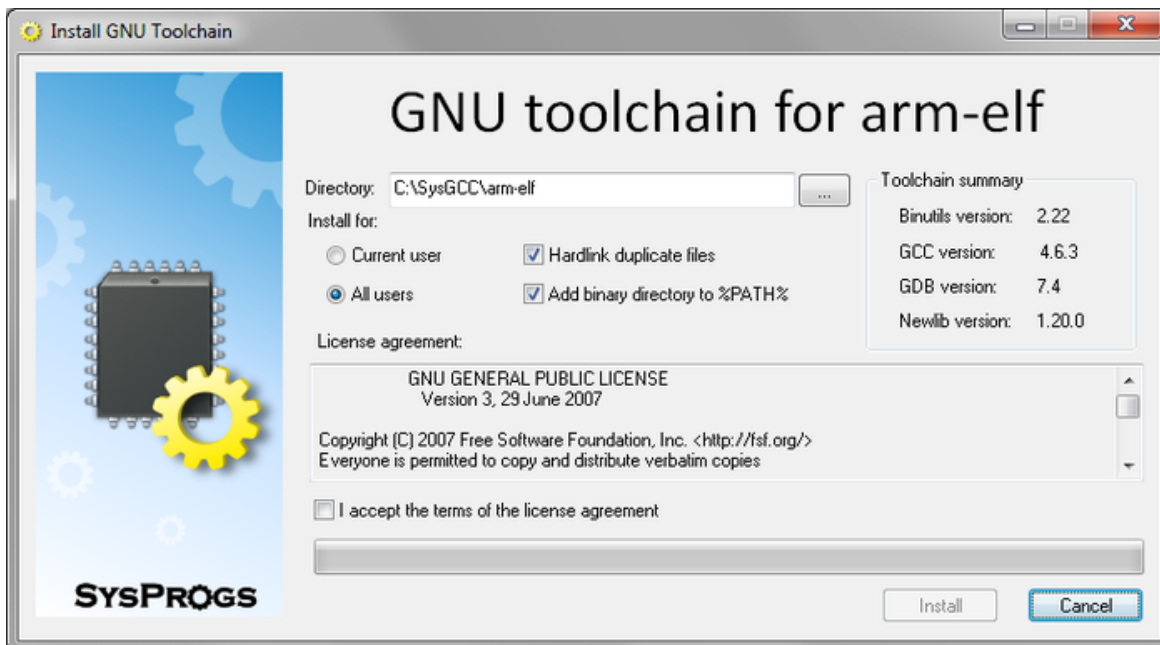 Install GNU Toolchain
GNU toolchain for arm-elf
Directory: C:\SysGCC\arm-elf ...
Install for:
Current user
Hardlink duplicate files
All users
Add binary directory to %PATH%
Toolchain summary
Binutils version: 2.22
GCC version: 4.6.3
GDB version: 7.4
Newlib version: 1.20.0
License agreement:
GNU GENERAL PUBLIC LICENSE
Version 3, 29 June 2007
Copyright (C) 2007 Free Software Foundation, Inc. <http://fsf.org/>
Everyone is permitted to copy and distribute verbatim copies
I accept the terms of the license agreement
SYSPROGS
Install
Cancel